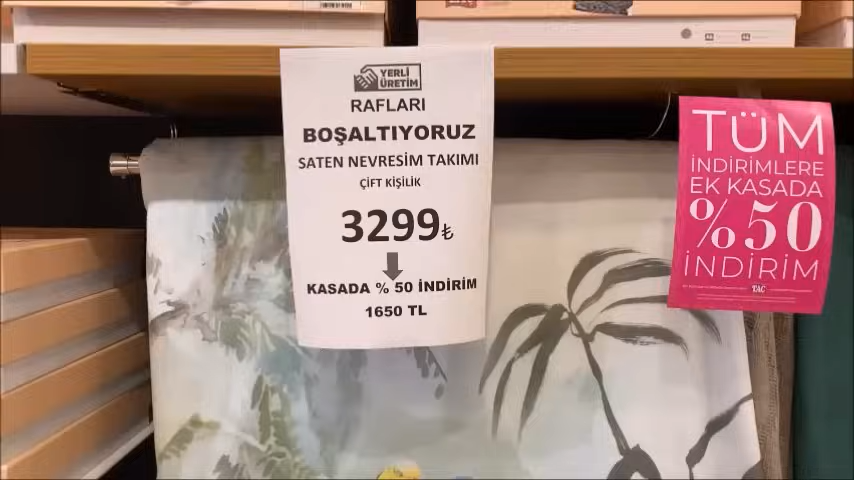 YERLİ
ÜRETİM
RAFLARI
BOŞALTIYORUZ
SATEN NEVRESİM TAKIMI
ÇİFT KİŞİLİK
3299₺
KASADA % 50 İNDİRİM
1650 TL
TÜM
İNDİRİMLERE
EK KASADA
%50
İNDİRİM
TAÇ